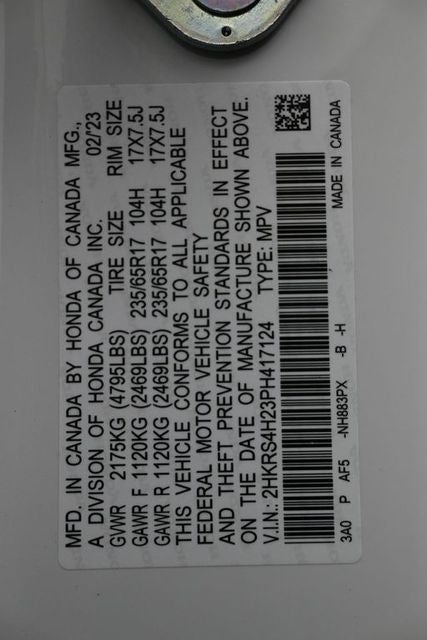 MFD. IN CANADA BY HONDA OF CANADA MFG.,
A DIVISION OF HONDA CANADA INC. 02/23
GVWR 2175KG (4795LBS) TIRE SIZE RIM SIZE
GAWR F 1120KG (2469LBS) 235/65R17 104H 17X7.5J
GAWR R 1120KG (2469LBS) 235/65R17 104H 17X7.5J
THIS VEHICLE CONFORMS TO ALL APPLICABLE
FEDERAL MOTOR VEHICLE SAFETY
AND THEFT PREVENTION STANDARDS IN EFFECT
ON THE DATE OF MANUFACTURE SHOWN ABOVE.
V.I.N.: 2HKRS4H23PH417124 TYPE: MPV
3A0 P AF5 -NH883PX -B -H MADE IN CANADA